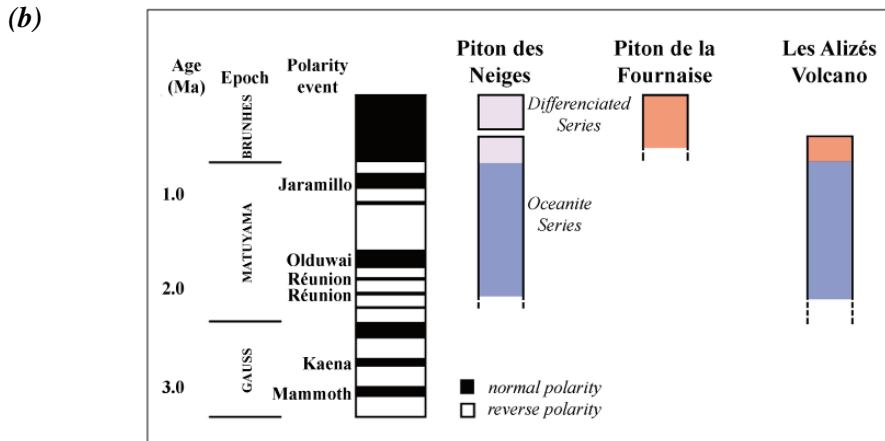 (b)
Age
(Ma)
Epoch
Polarity
event
Piton des
Neiges
Piton de la
Fournaise
Les Alizés
Volcano
BRUNHES
Differenciated
Series
Jaramillo
1.0
MATUYAMA
Oceanite
Series
Olduwai
Réunion
2.0
Réunion
GAUSS
Kaena
3.0
Mammoth
normal polarity
reverse polarity